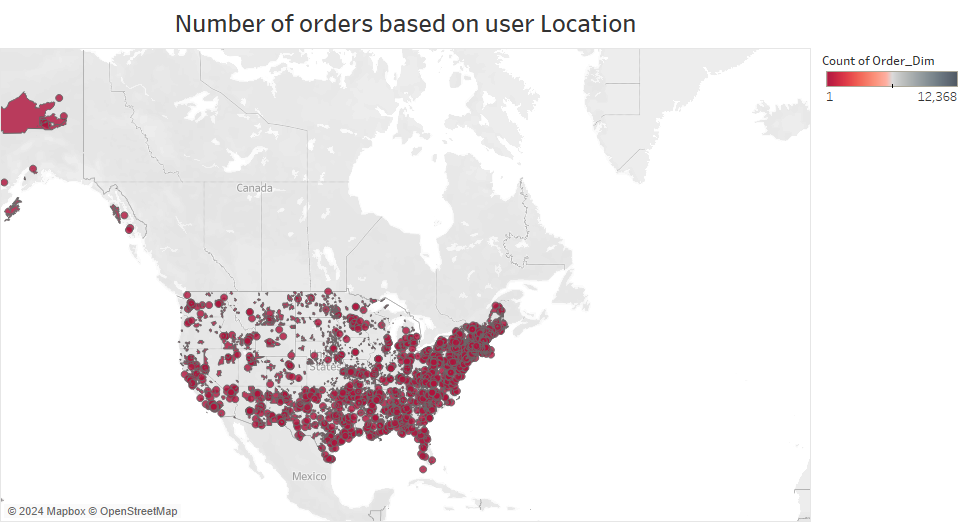 Number of orders based on user Location
Count of Order_Dim
1 12,368
Canada
States
Mexico
© 2024 Mapbox © OpenStreetMap